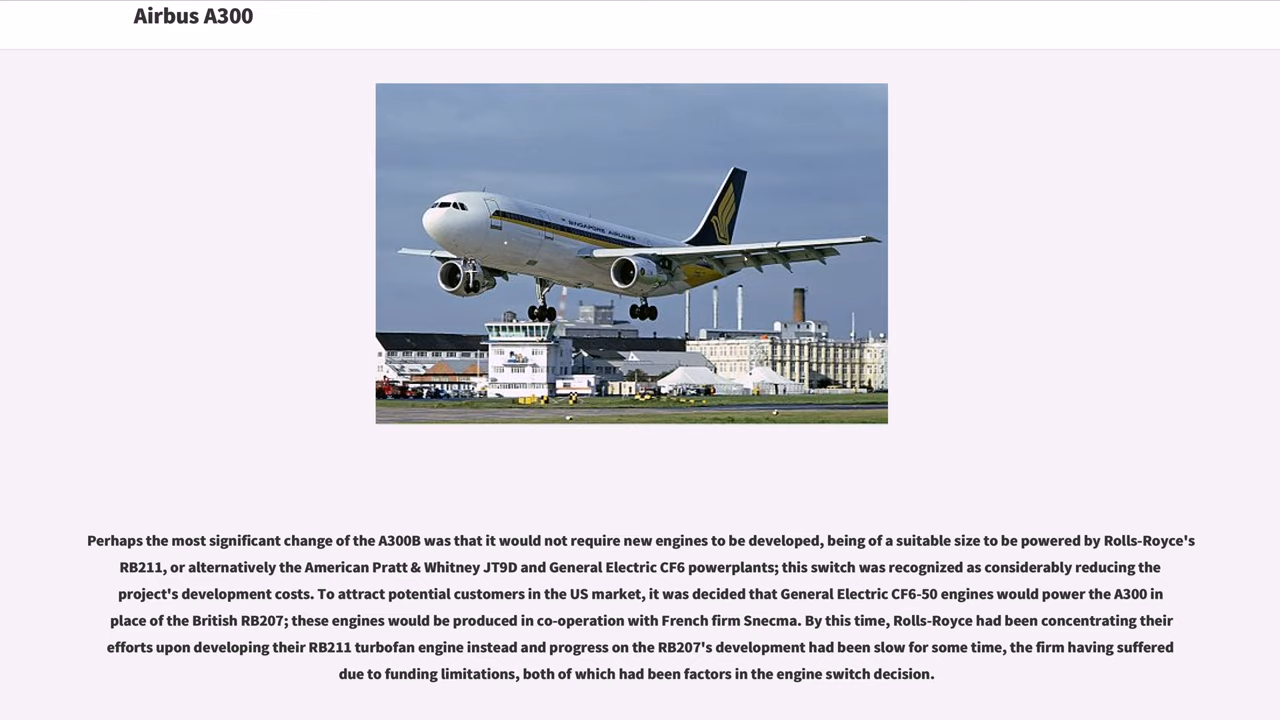 Airbus A300
SINGAPORE AIRLINES
Perhaps the most significant change of the A300B was that it would not require new engines to be developed, being of a suitable size to be powered by Rolls-Royce's
RB211, or alternatively the American Pratt & Whitney JT9D and General Electric CF6 powerplants; this switch was recognized as considerably reducing the
project's development costs. To attract potential customers in the US market, it was decided that General Electric CF6-50 engines would power the A300 in
place of the British RB207; these engines would be produced in co-operation with French firm Snecma. By this time, Rolls-Royce had been concentrating their
efforts upon developing their RB211 turbofan engine instead and progress on the RB207's development had been slow for some time, the firm having suffered
due to funding limitations, both of which had been factors in the engine switch decision.